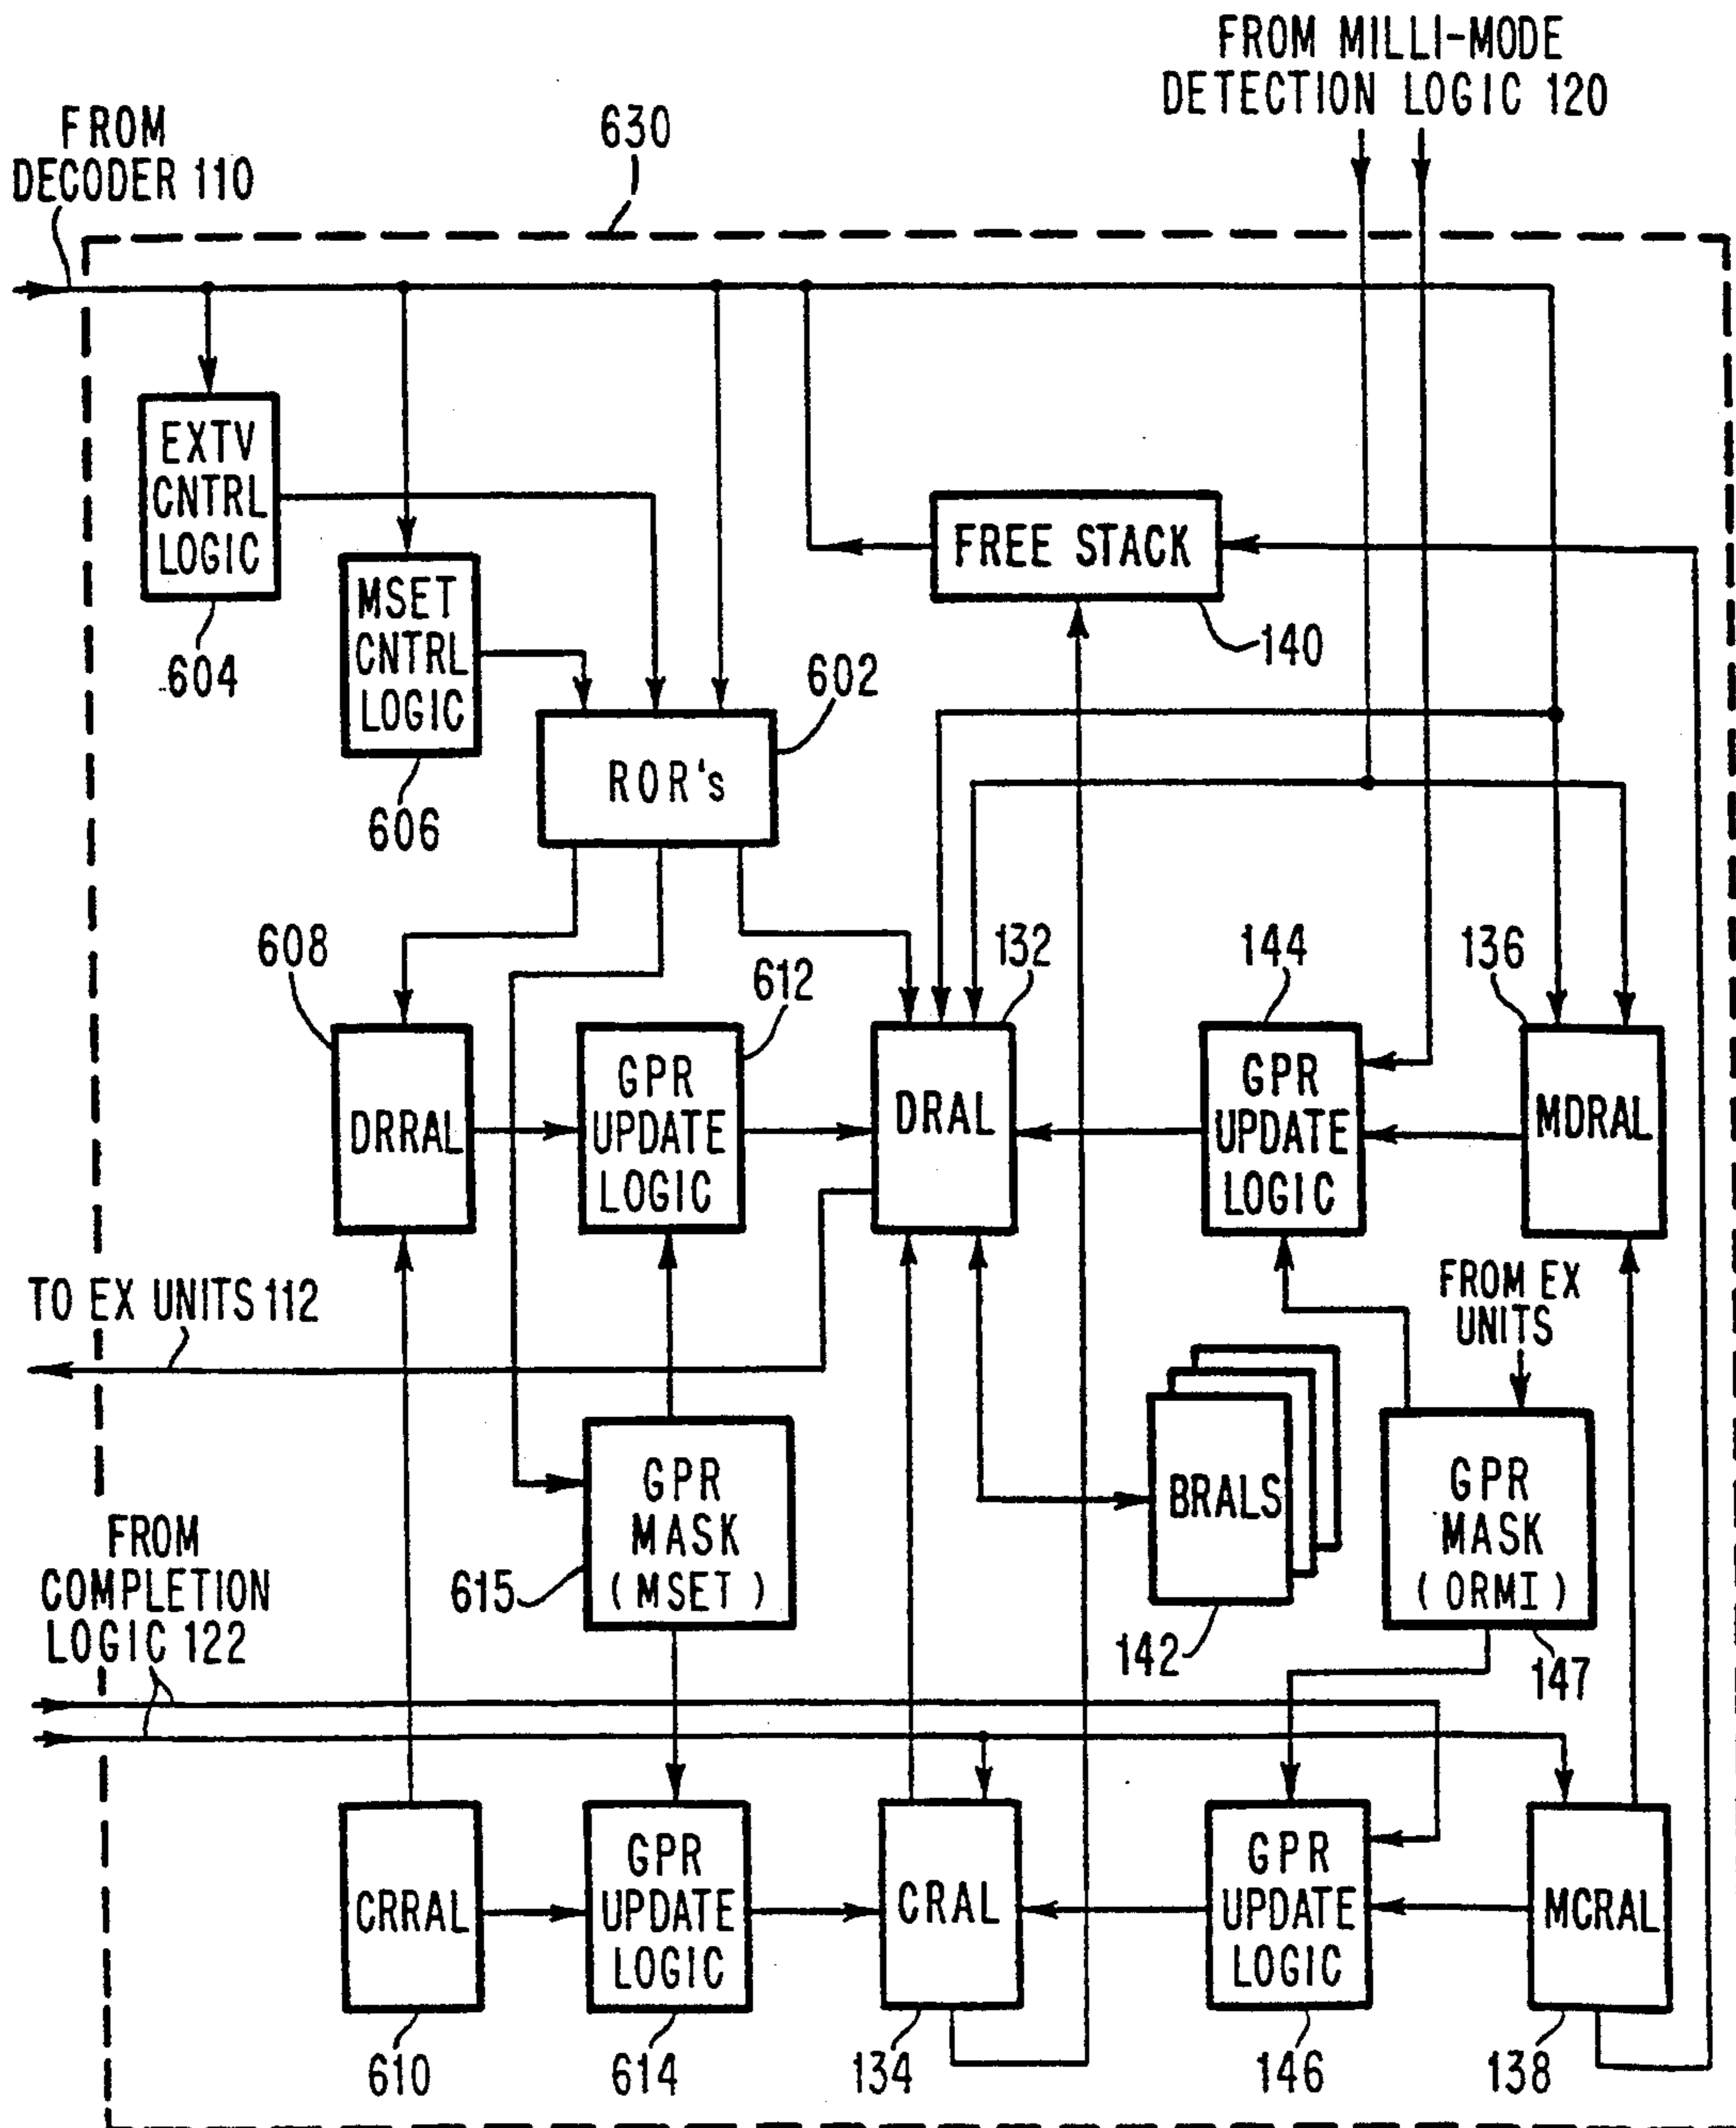 FROM MILLI-MODE
DETECTION LOGIC 120
FROM
DECODER 110
630
EXTV
CNTRL
LOGIC
604
MSET
CNTRL
LOGIC
606
FREE STACK
140
602
ROR's
608
612
132
144
136
DRRAL
GPR
UPDATE
LOGIC
DRAL
GPR
UPDATE
LOGIC
MDRAL
TO EX UNITS 112
FROM EX
UNITS
GPR
MASK
(MSET)
615
BRALS
142
GPR
MASK
(ORMI)
147
FROM
COMPLETION
LOGIC 122
CRRAL
GPR
UPDATE
LOGIC
CRAL
GPR
UPDATE
LOGIC
MCRAL
610
614
134
146
138